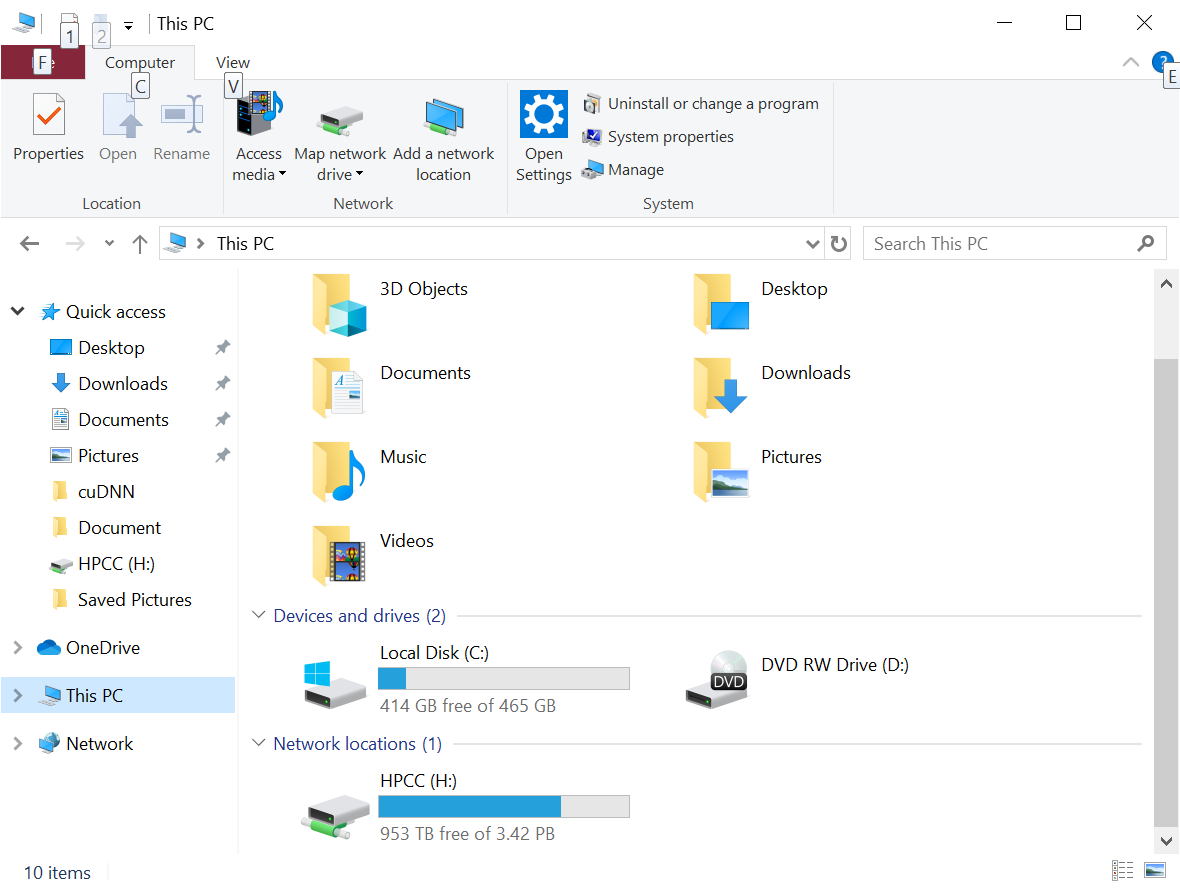 1
2
This PC
F
Computer
View
C
V
?
E
Properties
Open
Rename
Access media
Map network drive
Add a network location
Open Settings
Uninstall or change a program
System properties
Manage
Location
Network
System
This PC
Search This PC
Quick access
Desktop
Downloads
Documents
Pictures
cuDNN
Document
HPCC (H:)
Saved Pictures
OneDrive
This PC
Network
3D Objects
Desktop
Documents
Downloads
Music
Pictures
Videos
Devices and drives (2)
Local Disk (C:)
414 GB free of 465 GB
DVD
DVD RW Drive (D:)
Network locations (1)
HPCC (H:)
953 TB free of 3.42 PB
10 items